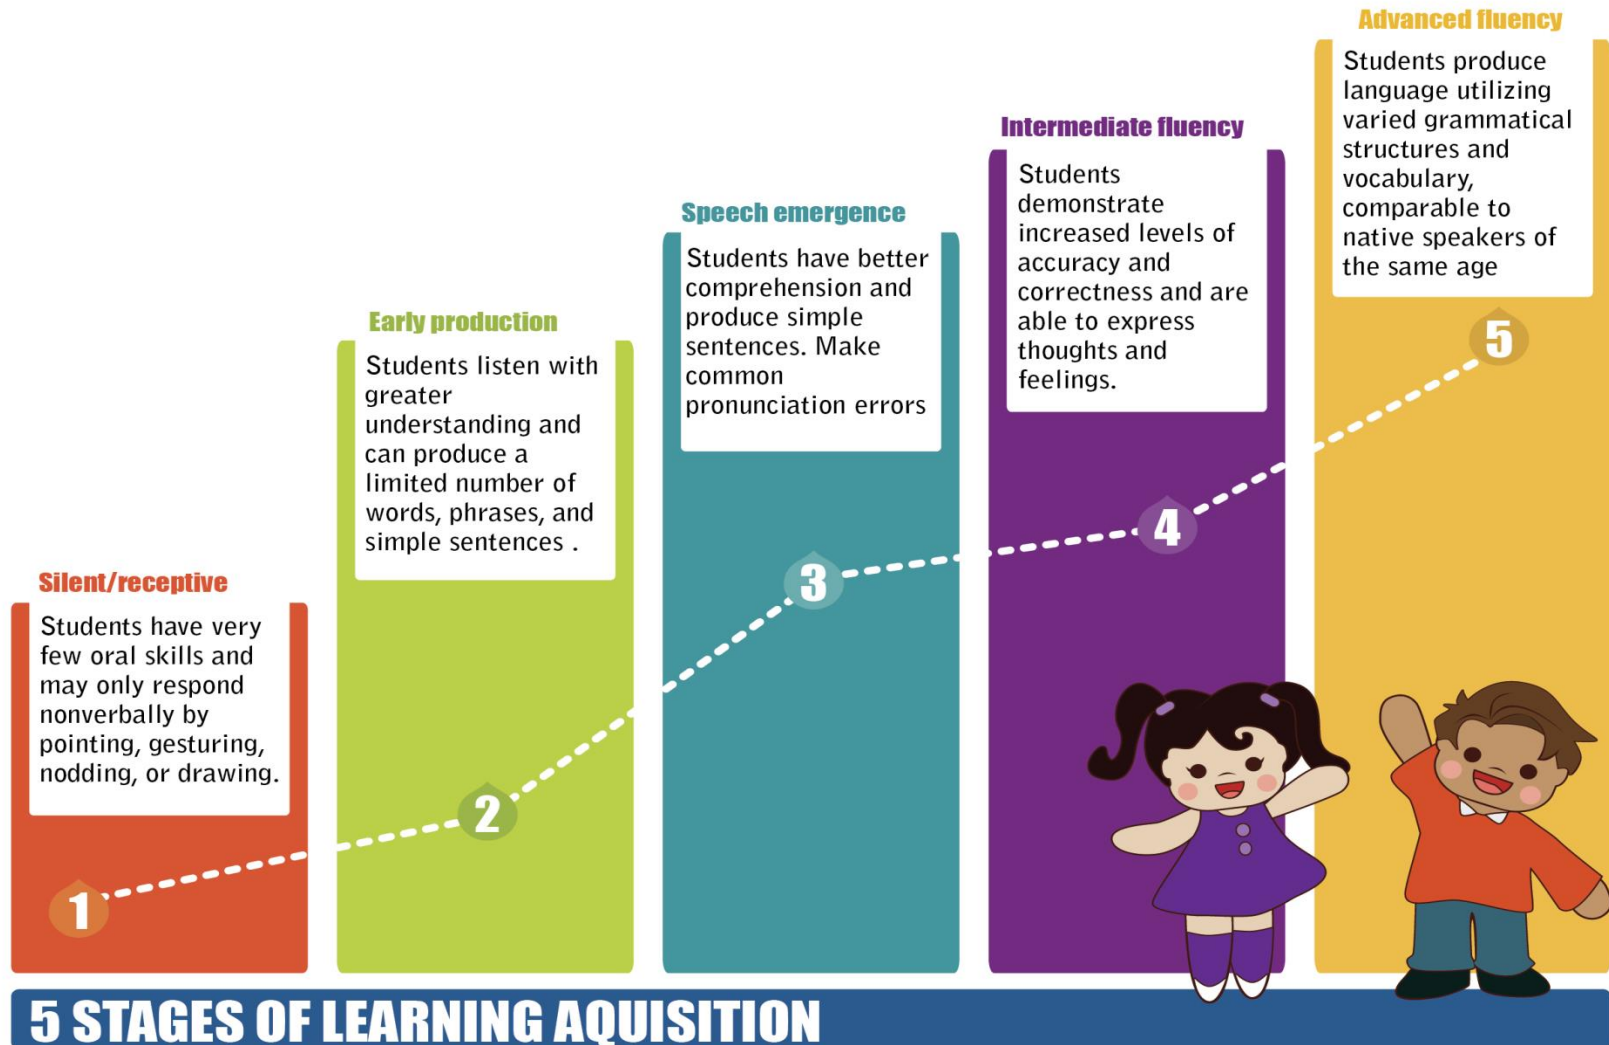 Silent/receptive
Students have very
few oral skills and
may only respond
nonverbally by
pointing, gesturing,
nodding, or drawing.
1
Early production
Students listen with
greater
understanding and
can produce a
limited number of
words, phrases, and
simple sentences .
2
Speech emergence
Students have better
comprehension and
produce simple
sentences. Make
common
pronunciation errors
3
Intermediate fluency
Students
demonstrate
increased levels of
accuracy and
correctness and are
able to express
thoughts and
feelings.
4
Advanced fluency
Students produce
language utilizing
varied grammatical
structures and
vocabulary,
comparable to
native speakers of
the same age
5
5 STAGES OF LEARNING AQUISITION